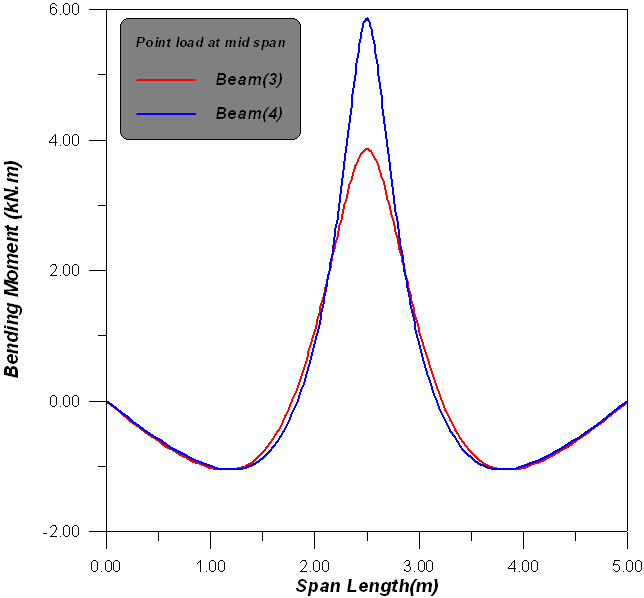 6.00
Point load at mid span
Beam(3)
Beam(4)
4.00
2.00
0.00
-2.00
Bending Moment (kN.m)
0.00 1.00 2.00 3.00 4.00 5.00
Span Length(m)